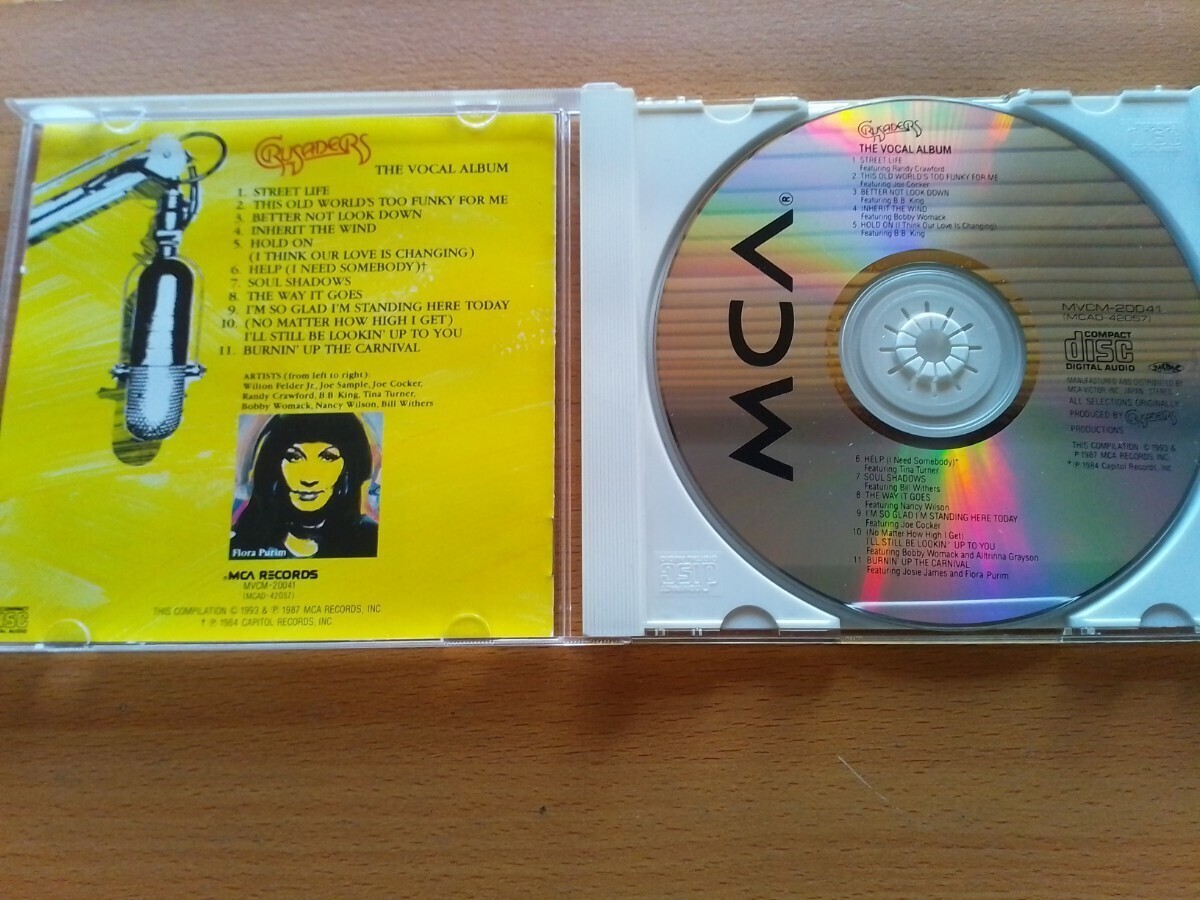 CRUSADERS
THE VOCAL ALBUM
1. STREET LIFE
2. THIS OLD WORLD'S TOO FUNKY FOR ME
3. BETTER NOT LOOK DOWN
4. INHERIT THE WIND
5. HOLD ON
(I THINK OUR LOVE IS CHANGING)
6. HELP (I NEED SOMEBODY)†
7. SOUL SHADOWS
8. THE WAY IT GOES
9. I'M SO GLAD I'M STANDING HERE TODAY
10. (NO MATTER HOW HIGH I GET)
I'LL STILL BE LOOKIN' UP TO YOU
11. BURNIN' UP THE CARNIVAL
ARTISTS (from left to right):
Wilton Felder Jr., Joe Sample, Joe Cocker,
Randy Crawford, B.B. King, Tina Turner,
Bobby Womack, Nancy Wilson, Bill Withers
Flora Purim
MCA RECORDS
MVCM-20041
(MCAD-42057)
THIS COMPILATION © 1993 & ℗ 1987 MCA RECORDS, INC.
† ℗ 1984 CAPITOL RECORDS, INC.
MCA®
CRUSADERS
THE VOCAL ALBUM
1. STREET LIFE
Featuring Randy Crawford
2. THIS OLD WORLD'S TOO FUNKY FOR ME
Featuring Joe Cocker
3. BETTER NOT LOOK DOWN
Featuring B.B. King
4. INHERIT THE WIND
Featuring Bobby Womack
5. HOLD ON (I Think Our Love Is Changing)
Featuring B.B. King
MVCM-20041
(MCAD-42057)
COMPACT
disc
DIGITAL AUDIO
MANUFACTURED AND DISTRIBUTED BY
MCA VICTOR INC. JAPAN. STEREO
ALL SELECTIONS ORIGINALLY
PRODUCED BY CRUSADERS
PRODUCTIONS
THIS COMPILATION © 1993 &
℗ 1987 MCA RECORDS, INC.
* ℗ 1984 Capitol Records, Inc.
6. HELP (I Need Somebody)*
Featuring Tina Turner
7. SOUL SHADOWS
Featuring Bill Withers
8. THE WAY IT GOES
Featuring Nancy Wilson
9. I'M SO GLAD I'M STANDING HERE TODAY
Featuring Joe Cocker
10. (No Matter How High I Get)
I'LL STILL BE LOOKIN' UP TO YOU
Featuring Bobby Womack and Alltrinna Grayson
11. BURNIN' UP THE CARNIVAL
Featuring Josie James and Flora Purim